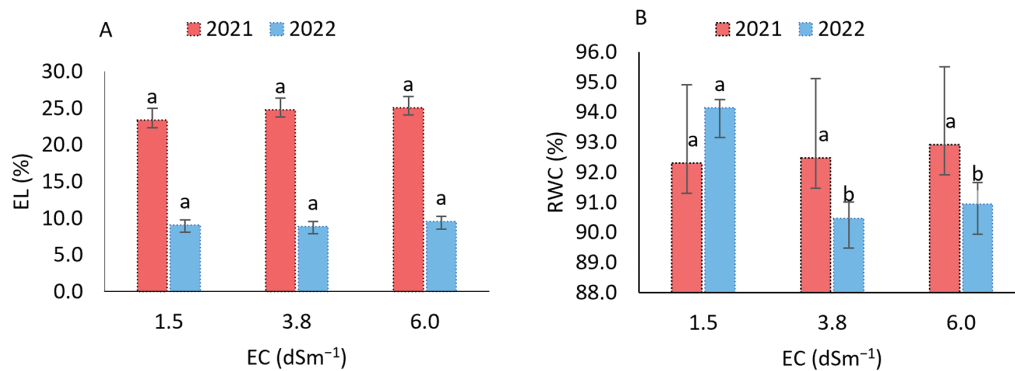 A
2021 2022
30.0
25.0
20.0
15.0
10.0
5.0
0.0
EL (%)
a a a a a a
1.5 3.8 6.0
EC (dSm⁻¹)
B
2021 2022
96.0
95.0
94.0
93.0
92.0
91.0
90.0
89.0
88.0
RWC (%)
a a a b a b
1.5 3.8 6.0
EC (dSm⁻¹)